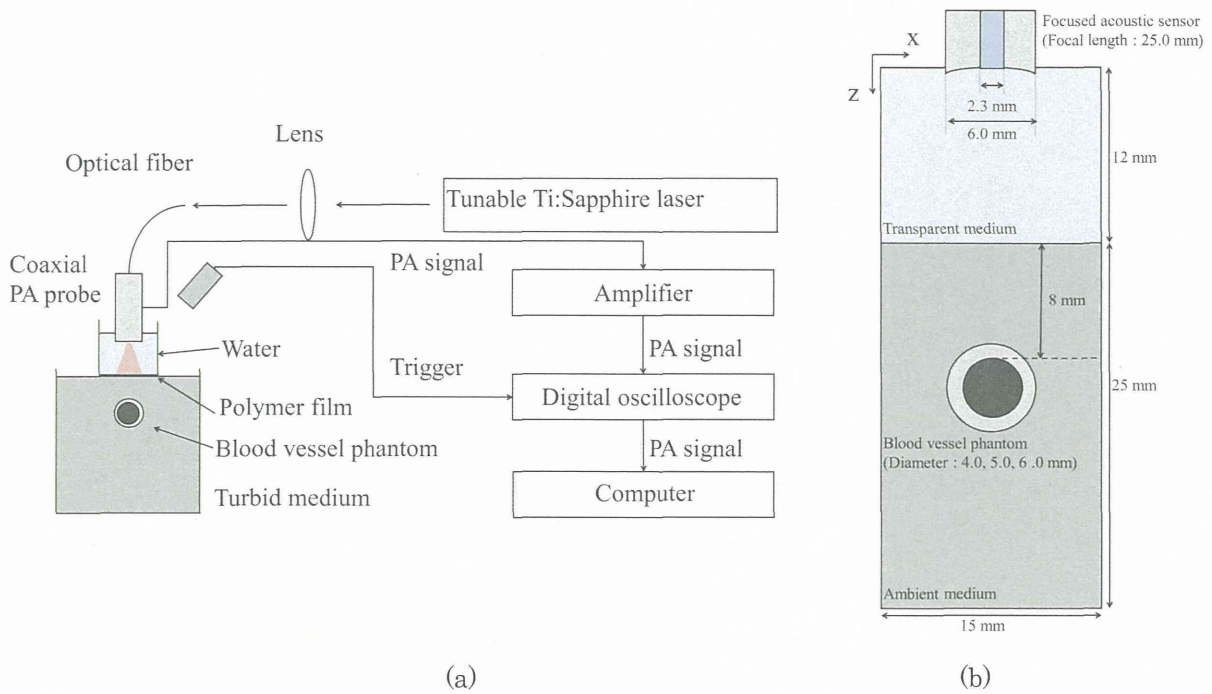 Lens
Optical fiber
Tunable Ti:Sapphire laser
Coaxial
PA probe
PA signal
Amplifier
Water
PA signal
Trigger
Polymer film
Digital oscilloscope
Blood vessel phantom
PA signal
Turbid medium
Computer
(a)
Focused acoustic sensor
(Focal length : 25.0 mm)
X
Z
2.3 mm
6.0 mm
12 mm
Transparent medium
8 mm
25 mm
Blood vessel phantom
(Diameter : 4.0, 5.0, 6 .0 mm)
Ambient medium
15 mm
(b)